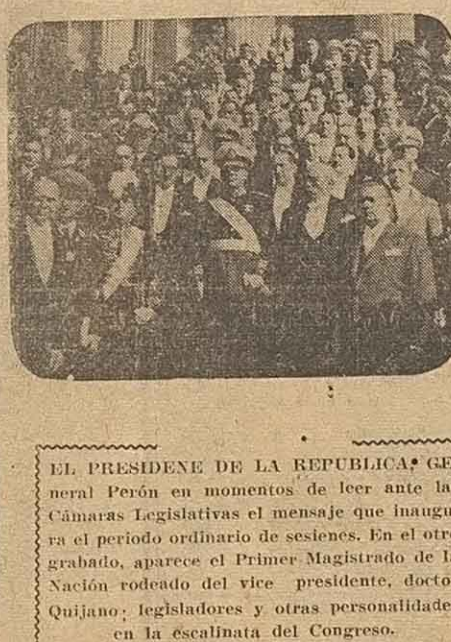 EL PRESIDENE DE LA REPUBLICA, GE
neral Perón en momentos de leer ante la
Cámaras Legislativas el mensaje que inaugu
ra el periodo ordinario de sesienes. En el otr
grabado, aparece el Primer Magistrado de l
Nación rodeado del vice presidente, docto
Quijano; legisladores y otras personalidade
en la escalinata del Congreso.